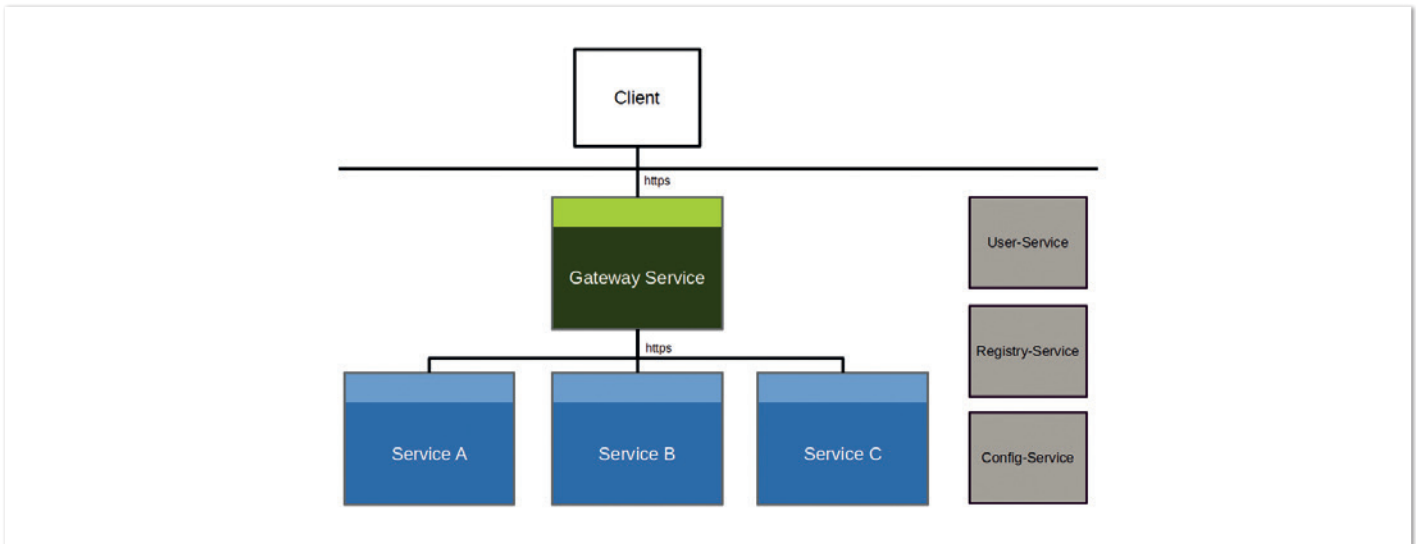 Client
https
User-Service
Gateway Service
Registry-Service
https
Service A
Service B
Service C
Config-Service